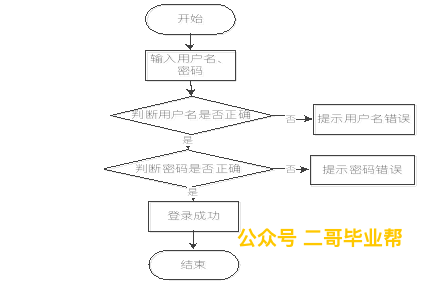 开始
输入用户名、
密码
判断用户名是否正确
否
提示用户名错误
是
判断密码是否正确
否
提示密码错误
是
登录成功
公众号 二哥毕业帮
结束